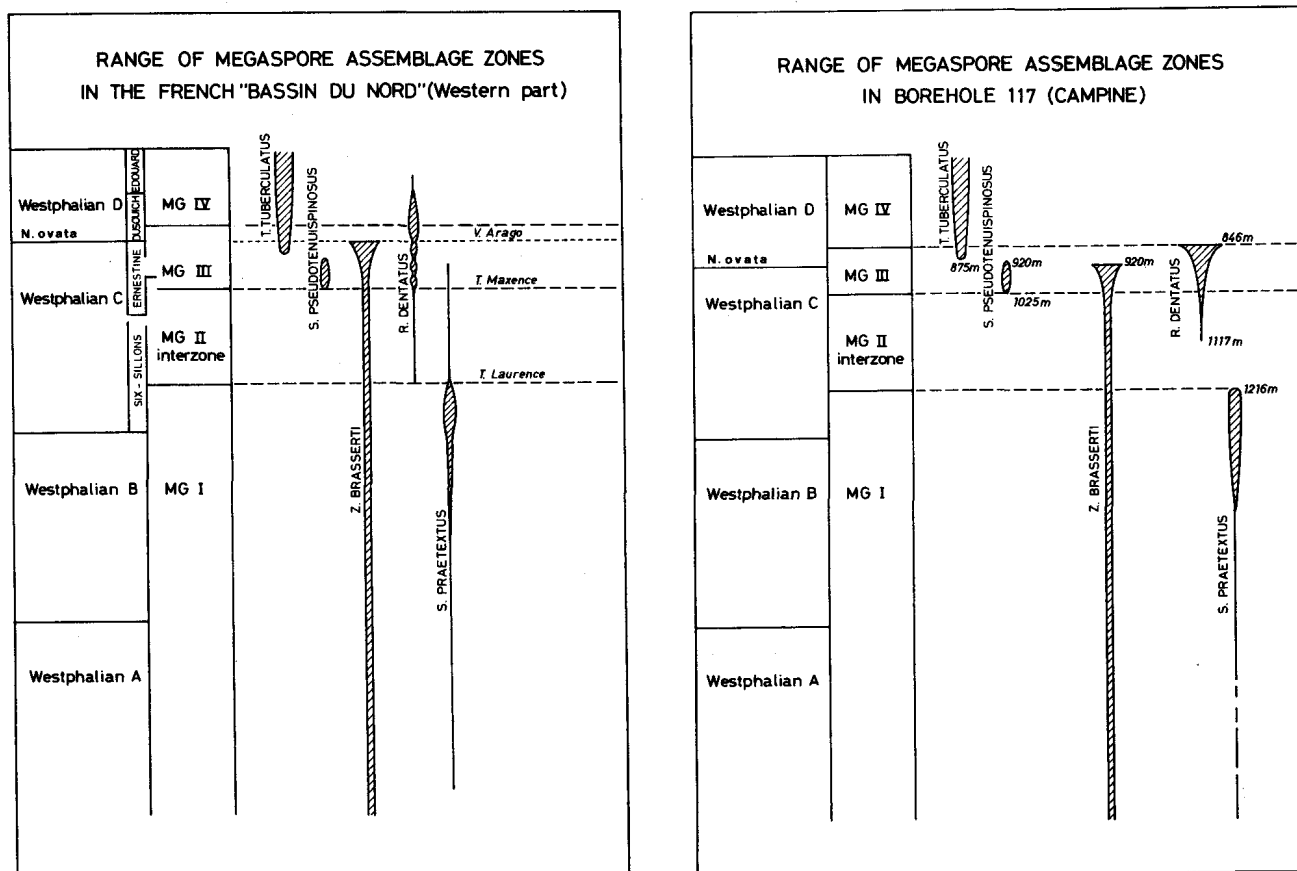 RANGE OF MEGASPORE ASSEMBLAGE ZONES
IN THE FRENCH "BASSIN DU NORD" (Western part)
Westphalian D
N. ovata
Westphalian C
Westphalian B
Westphalian A
EDOUARD
DUSOUICH
ERNESTINE
SIX - SILLONS
MG IV
MG III
MG II
interzone
MG I
T. TUBERCULATUS
S. PSEUDOTENUISPINOSUS
Z. BRASSERTI
R. DENTATUS
S. PRAETEXTUS
V. Arago
T. Maxence
T. Laurence
RANGE OF MEGASPORE ASSEMBLAGE ZONES
IN BOREHOLE 117 (CAMPINE)
Westphalian D
N. ovata
Westphalian C
Westphalian B
Westphalian A
MG IV
MG III
MG II
interzone
MG I
T. TUBERCULATUS
875m
S. PSEUDOTENUISPINOSUS
920m
1025m
Z. BRASSERTI
920m
R. DENTATUS
846m
1117m
1216m
S. PRAETEXTUS